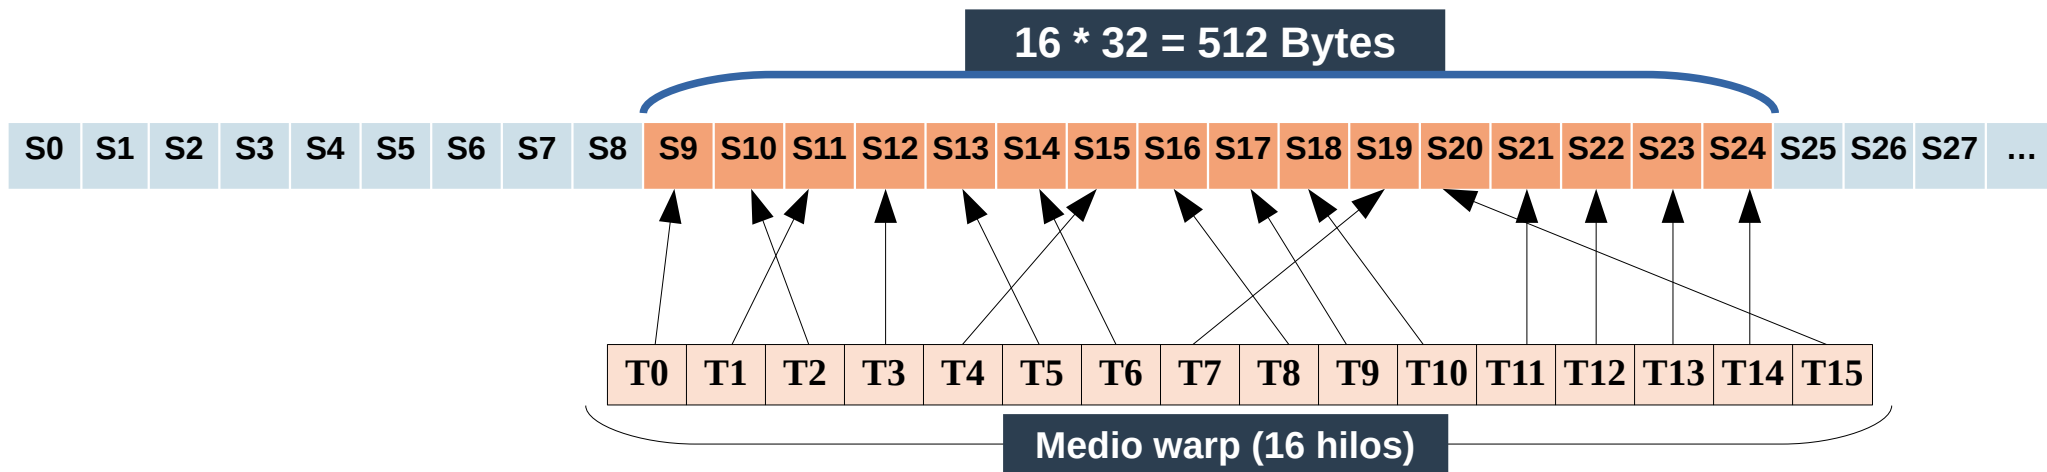 16 * 32 = 512 Bytes
S0 S1 S2 S3 S4 S5 S6 S7 S8 S9 S10 S11 S12 S13 S14 S15 S16 S17 S18 S19 S20 S21 S22 S23 S24 S25 S26 S27 ...
T0 T1 T2 T3 T4 T5 T6 T7 T8 T9 T10 T11 T12 T13 T14 T15
Medio warp (16 hilos)